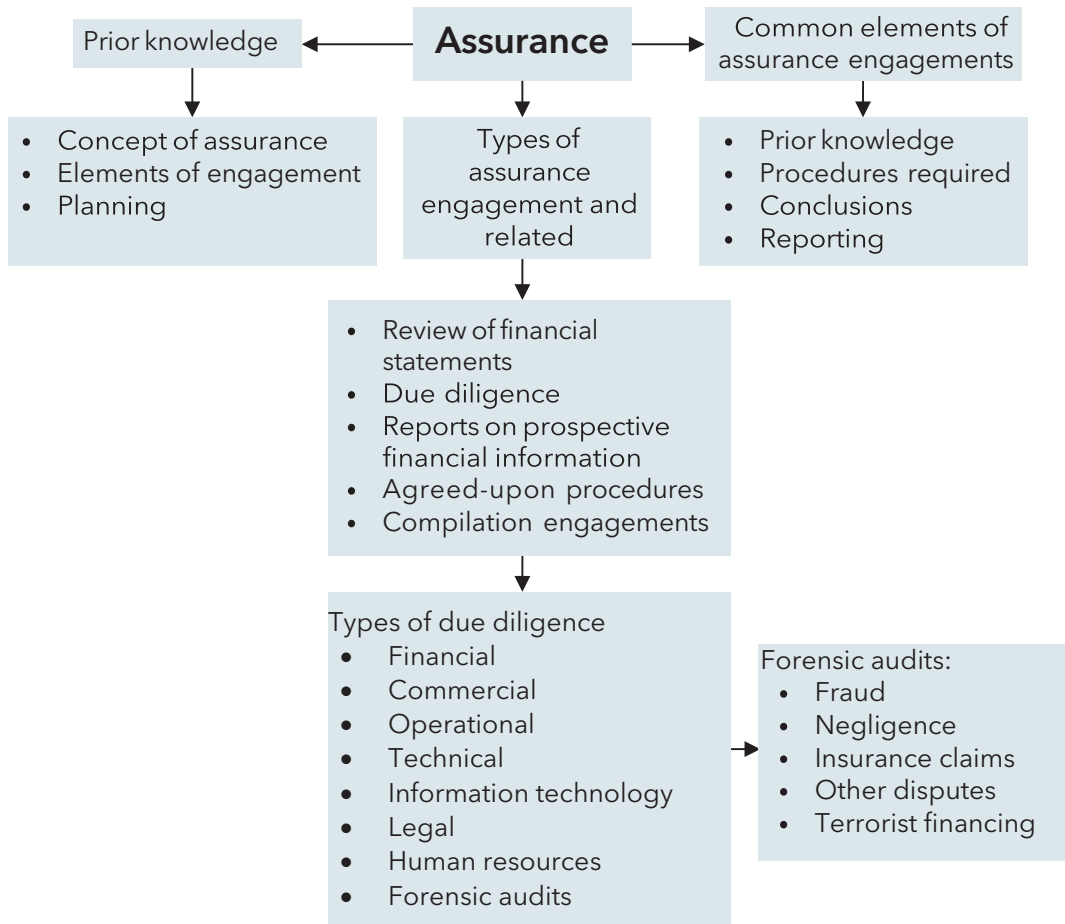 Prior knowledge
Assurance
Common elements of
assurance engagements
• Concept of assurance
• Elements of engagement
• Planning
Types of
assurance
engagement and
related
• Prior knowledge
• Procedures required
• Conclusions
• Reporting
• Review of financial
statements
• Due diligence
• Reports on prospective
financial information
• Agreed-upon procedures
• Compilation engagements
Types of due diligence
• Financial
• Commercial
• Operational
• Technical
• Information technology
• Legal
• Human resources
• Forensic audits
Forensic audits:
• Fraud
• Negligence
• Insurance claims
• Other disputes
• Terrorist financing